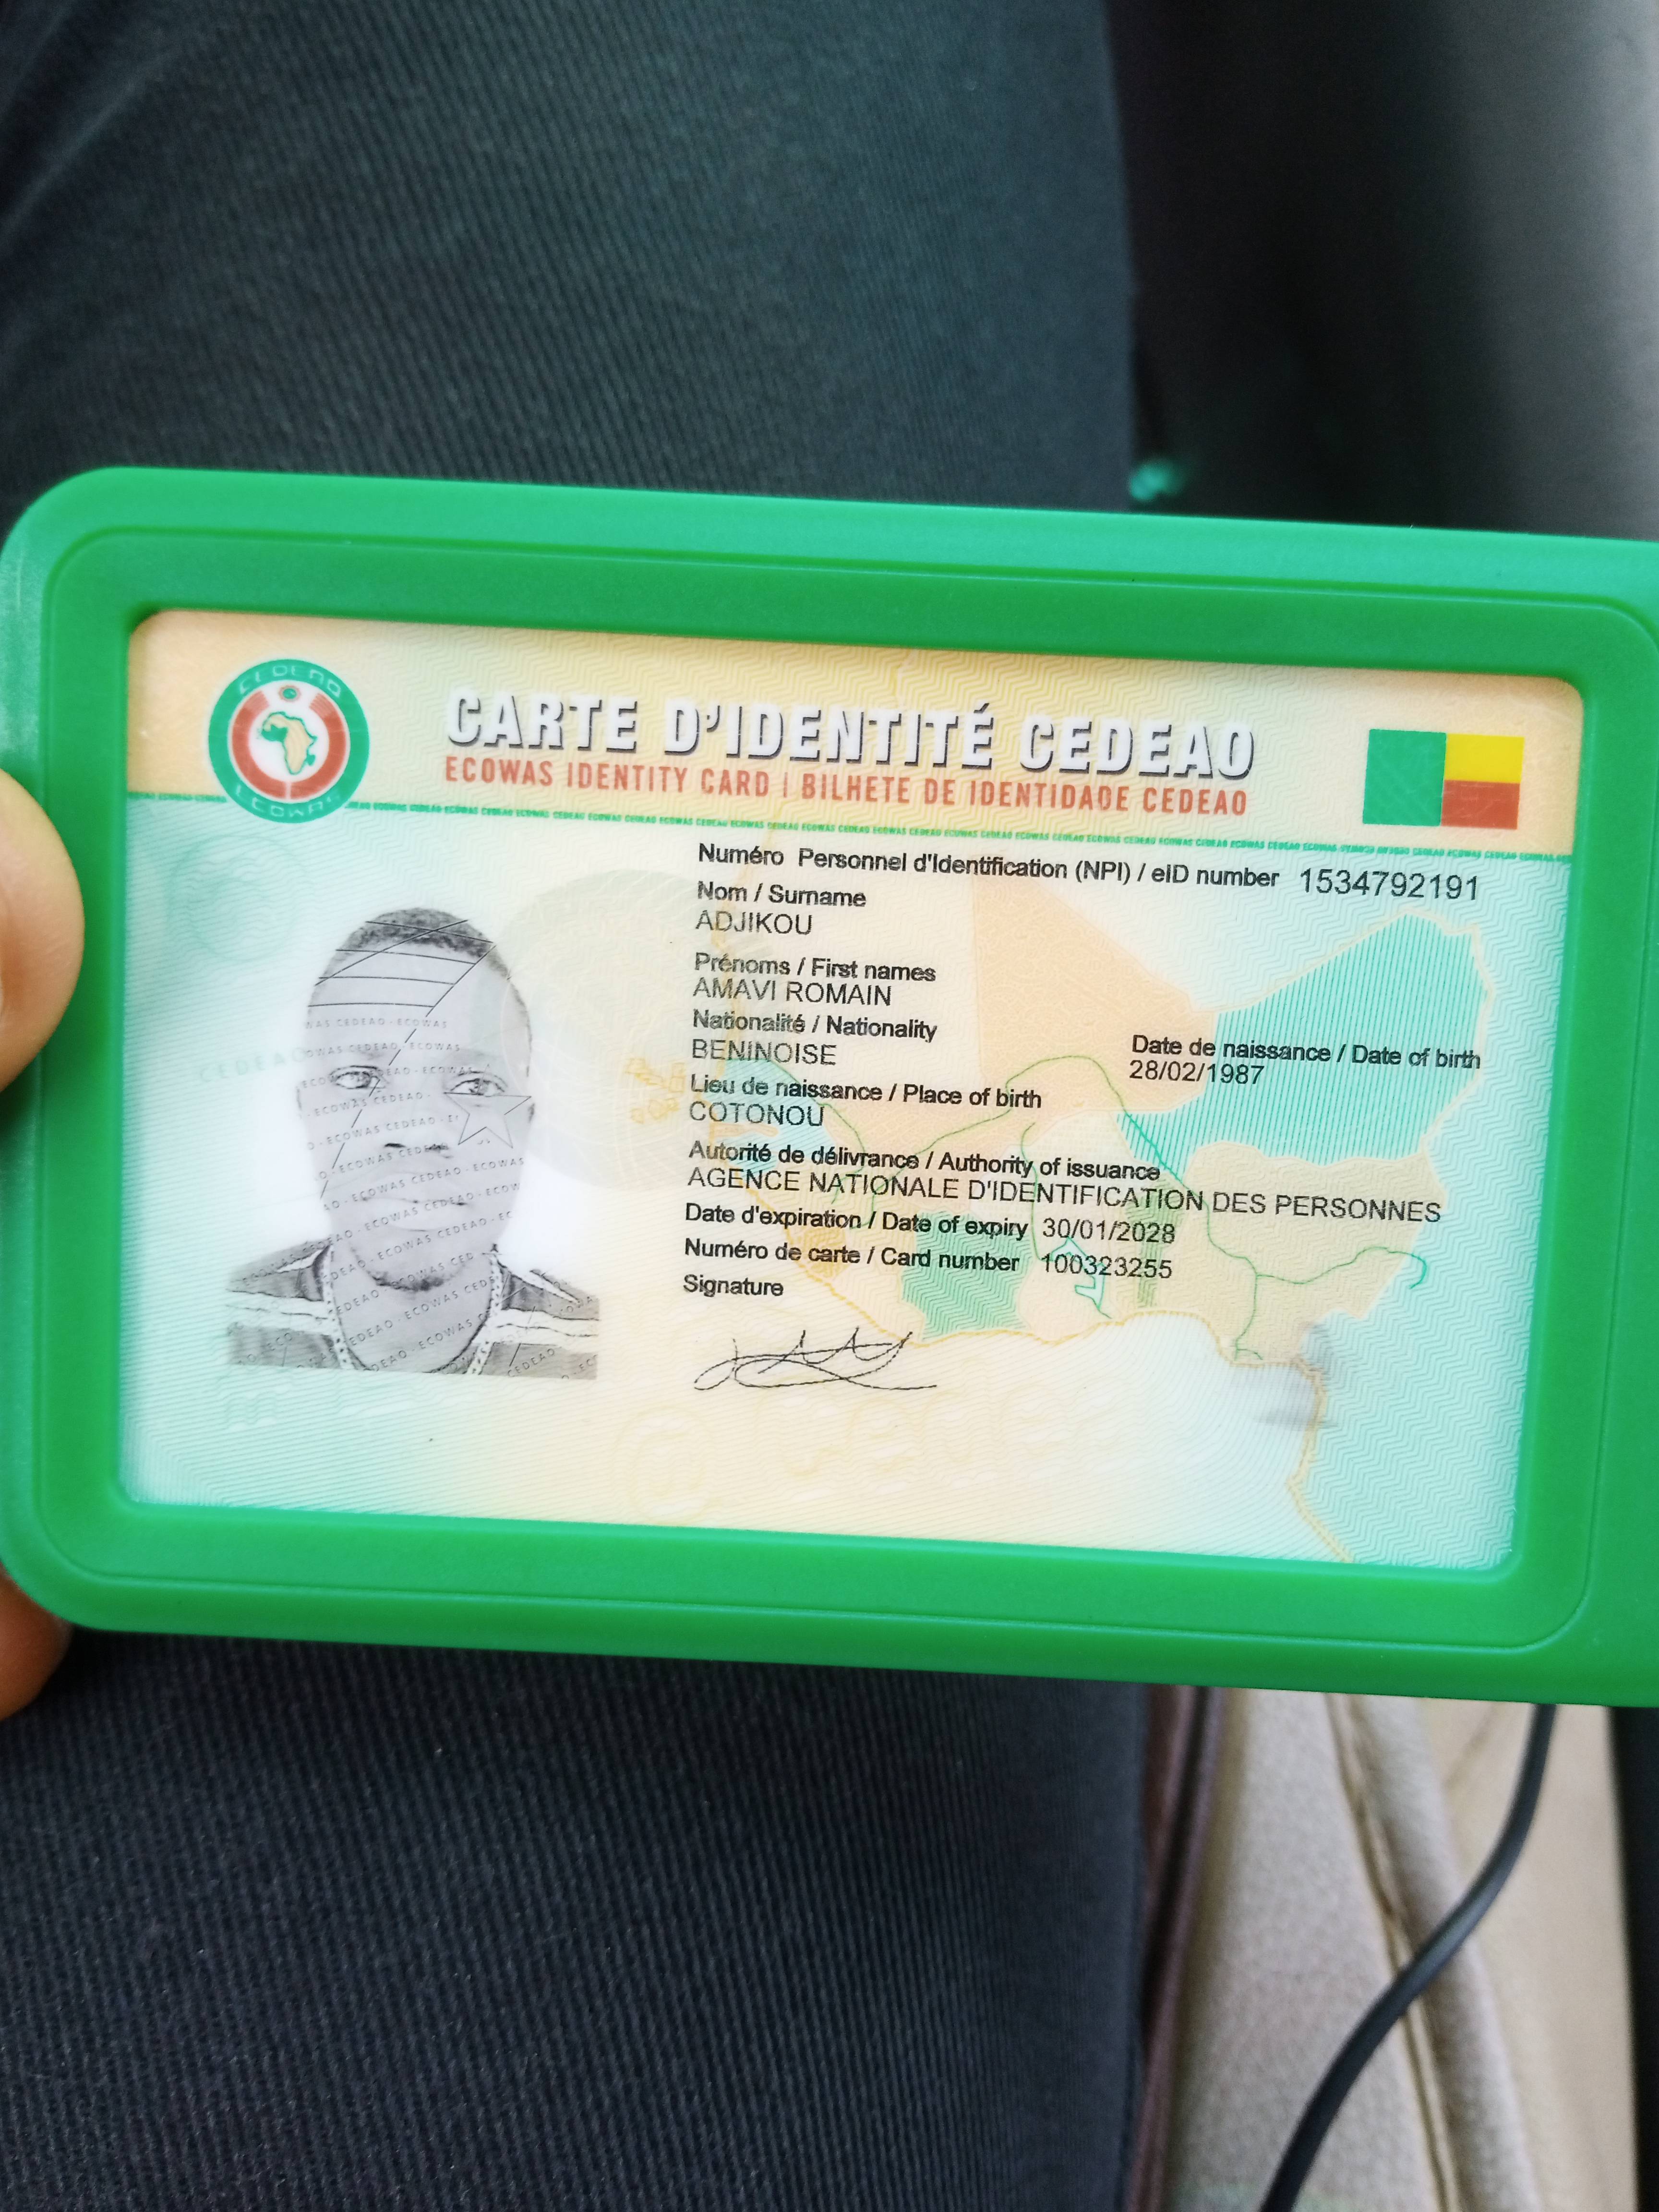 CEDEAO
ECOWAS
CARTE D'IDENTITÉ CEDEAO
ECOWAS IDENTITY CARD | BILHETE DE IDENTIDADE CEDEAO
Numéro Personnel d'Identification (NPI) / eID number 1534792191
Nom / Surname
ADJIKOU
Prénoms / First names
AMAVI ROMAIN
Nationalité / Nationality
BENINOISE
Date de naissance / Date of birth
28/02/1987
Lieu de naissance / Place of birth
COTONOU
Autorité de délivrance / Authority of issuance
AGENCE NATIONALE D'IDENTIFICATION DES PERSONNES
Date d'expiration / Date of expiry 30/01/2028
Numéro de carte / Card number 100323255
Signature